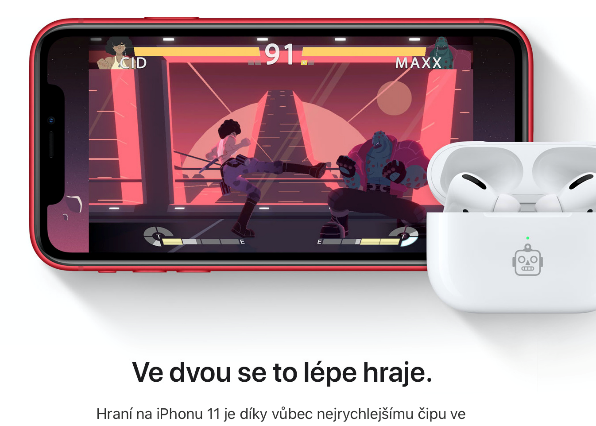 CID
91
MAXX
E
E
Ve dvou se to lépe hraje.
Hraní na iPhonu 11 je díky vůbec nejrychlejšímu čipu ve